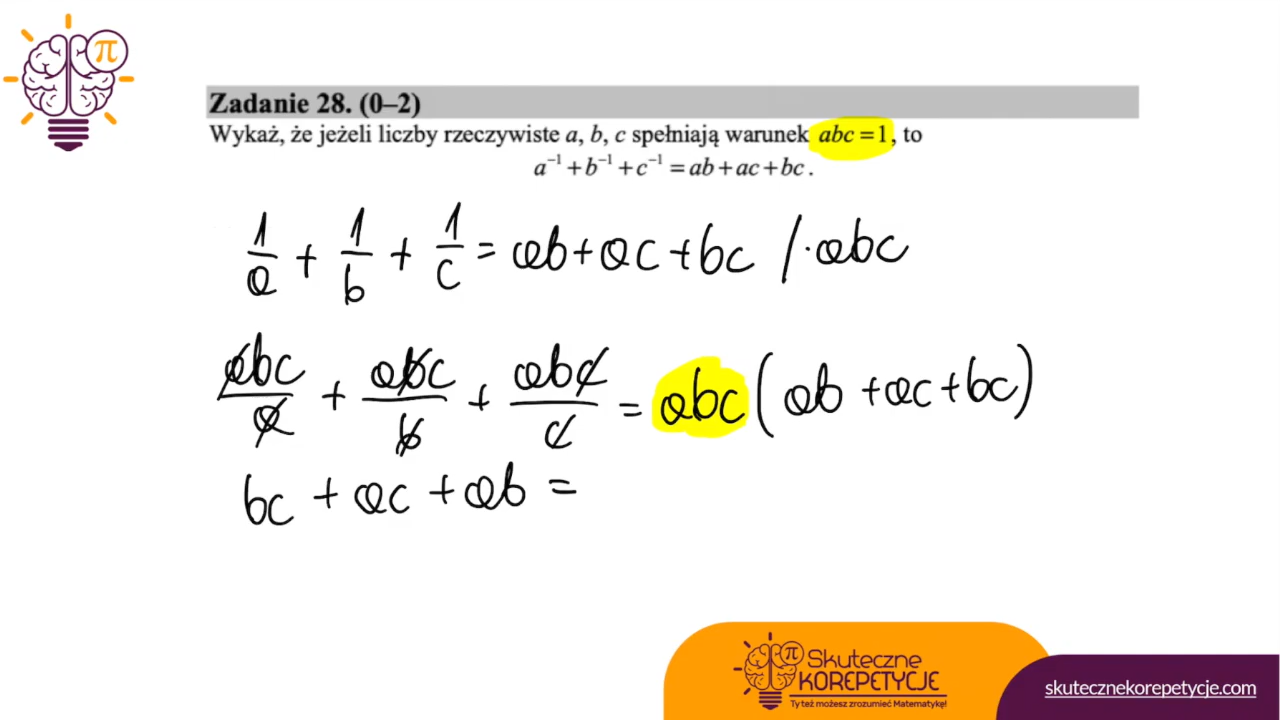 π
Zadanie 28. (0–2)
Wykaż, że jeżeli liczby rzeczywiste a, b, c spełniają warunek abc = 1, to
a⁻¹ + b⁻¹ + c⁻¹ = ab + ac + bc .
1/a + 1/b + 1/c = ab + ac + bc / · abc
abc/a + abc/b + abc/c = abc (ab + ac + bc)
bc + ac + ab =
π
Skuteczne
KOREPETYCJE
Ty też możesz zrozumieć Matematykę!
skutecznekorepetycje.com